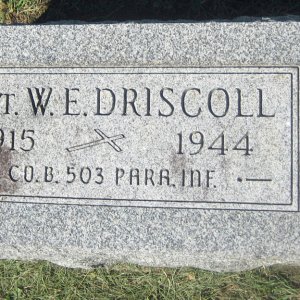 T. W. E. DRISCOLL
915 1944
CO. B. 503 PARA. INF.